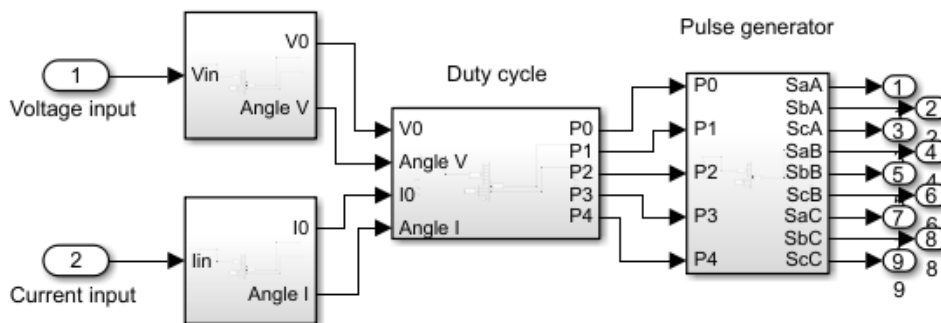 Pulse generator
Duty cycle
1
Voltage input
Vin
V0
Angle V
2
Current input
Iin
I0
Angle I
V0
Angle V
I0
Angle I
P0
P1
P2
P3
P4
P0
P1
P2
P3
P4
SaA
SbA
ScA
SaB
SbB
ScB
SaC
SbC
ScC
1
2
3
2
4
5
4
6
7
6
8
9
8
9